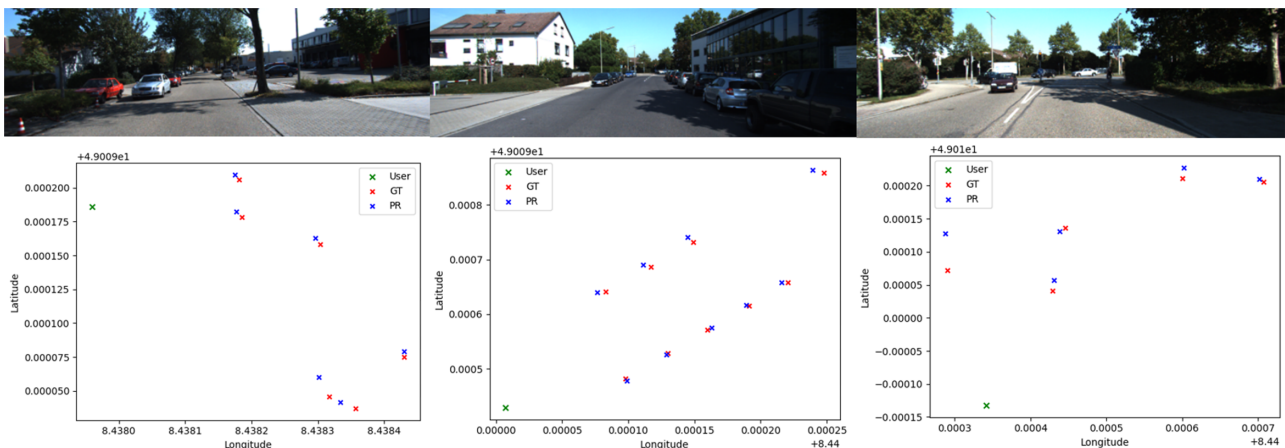 +4.9009e1
User
GT
PR
0.000200
0.000175
0.000150
0.000125
0.000100
0.000075
0.000050
Latitude
8.4380 8.4381 8.4382 8.4383 8.4384
Longitude
+4.9009e1
User
GT
PR
0.0008
0.0007
0.0006
0.0005
Latitude
0.00000 0.00005 0.00010 0.00015 0.00020 0.00025
Longitude +8.44
+4.901e1
User
GT
PR
0.00020
0.00015
0.00010
0.00005
0.00000
−0.00005
−0.00010
−0.00015
Latitude
0.0003 0.0004 0.0005 0.0006 0.0007
Longitude +8.44